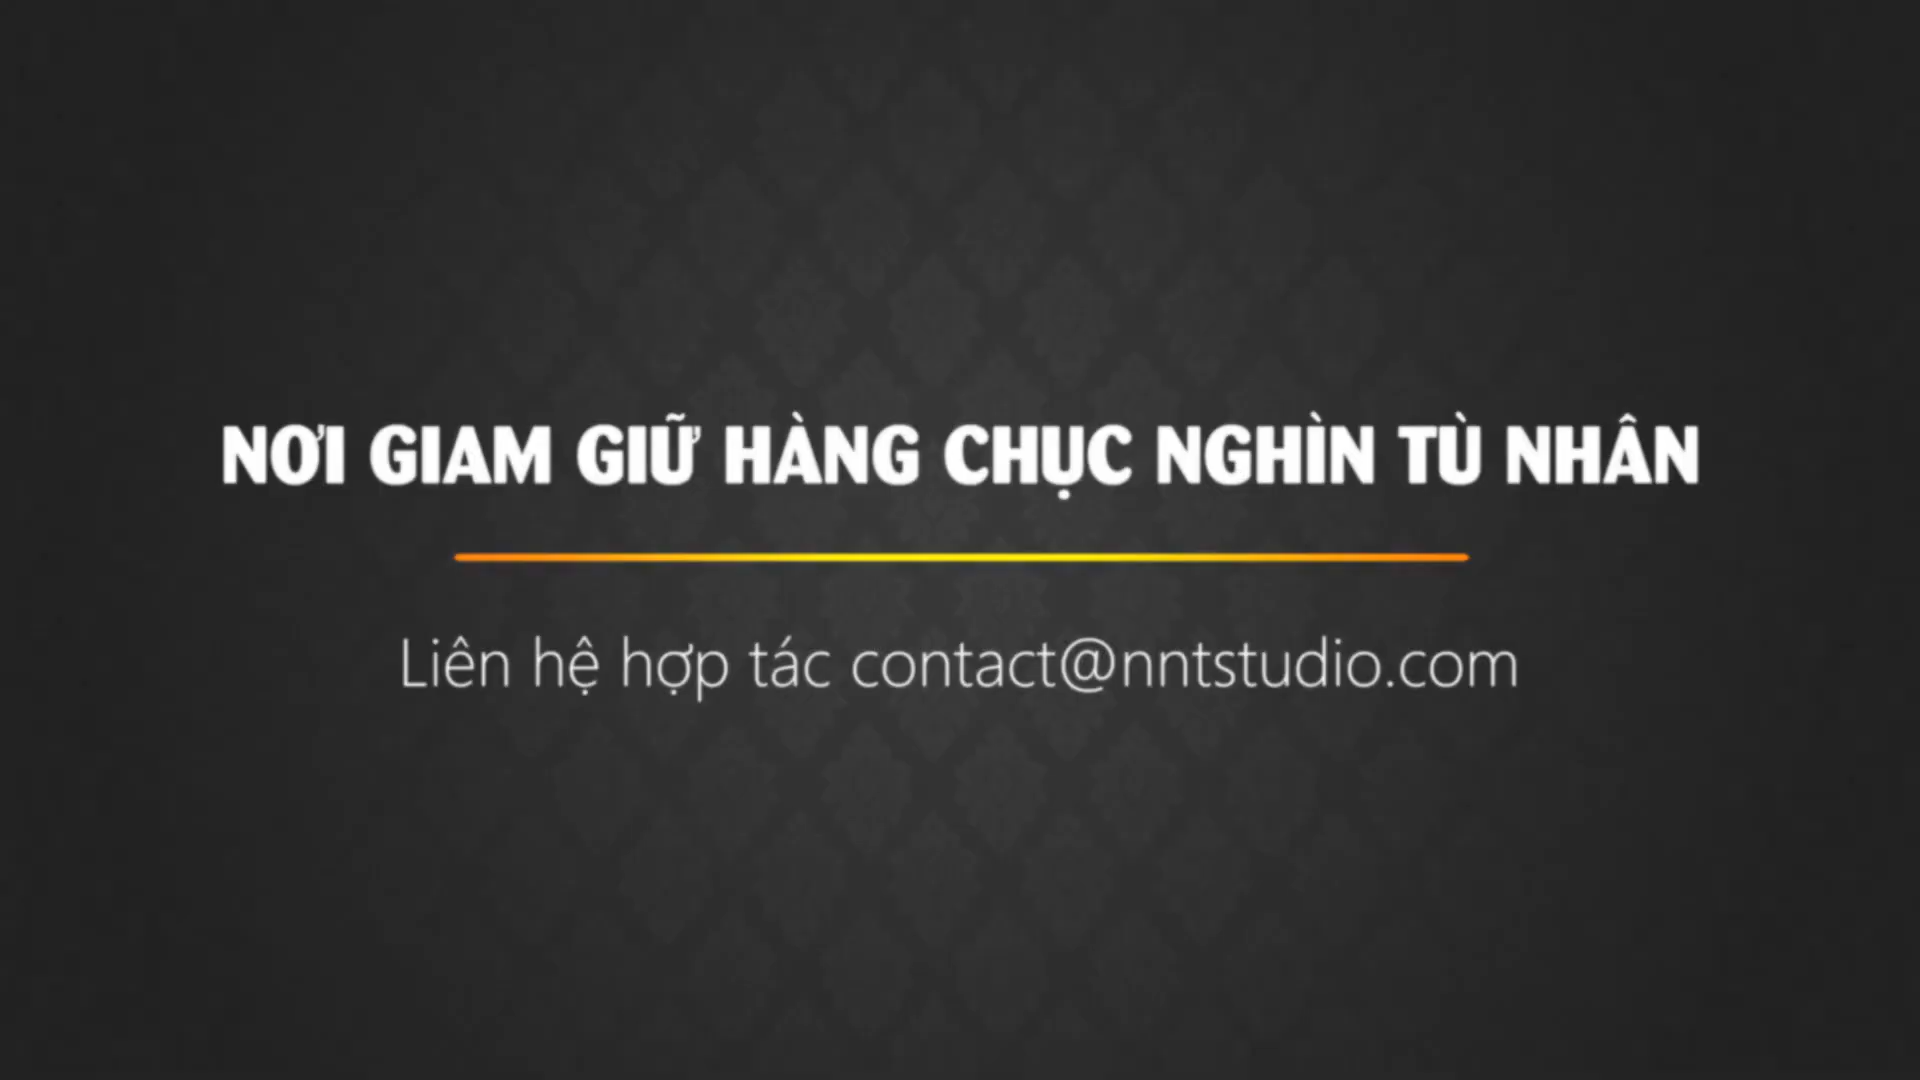 NƠI GIAM GIỮ HÀNG CHỤC NGHÌN TÙ NHÂN
Liên hệ hợp tác contact@nntstudio.com